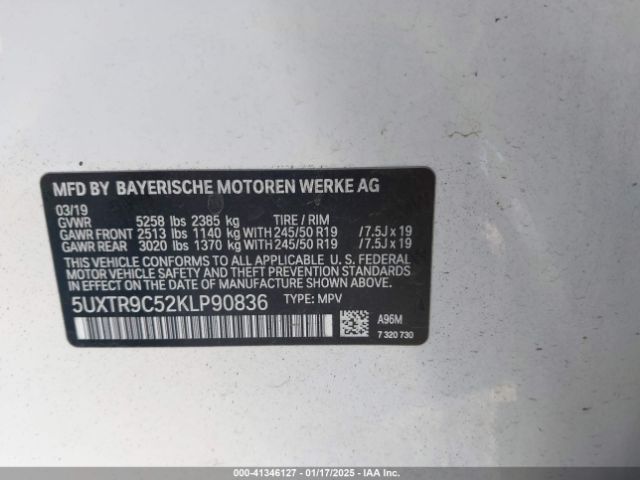 MFD BY BAYERISCHE MOTOREN WERKE AG
03/19
GVWR 5258 lbs 2385 kg TIRE / RIM
GAWR FRONT 2513 lbs 1140 kg WITH 245/50 R19 /7.5J x 19
GAWR REAR 3020 lbs 1370 kg WITH 245/50 R19 /7.5J x 19
THIS VEHICLE CONFORMS TO ALL APPLICABLE U. S. FEDERAL
MOTOR VEHICLE SAFETY, BUMPER, AND THEFT PREVENTION
STANDARDS IN EFFECT ON THE DATE OF MANUFACTURE SHOWN ABOVE.
5UXTR9C52KLP90836 TYPE: MPV
A96M
7 320 730
000-41346127 - 01/17/2025 - IAAI.COM